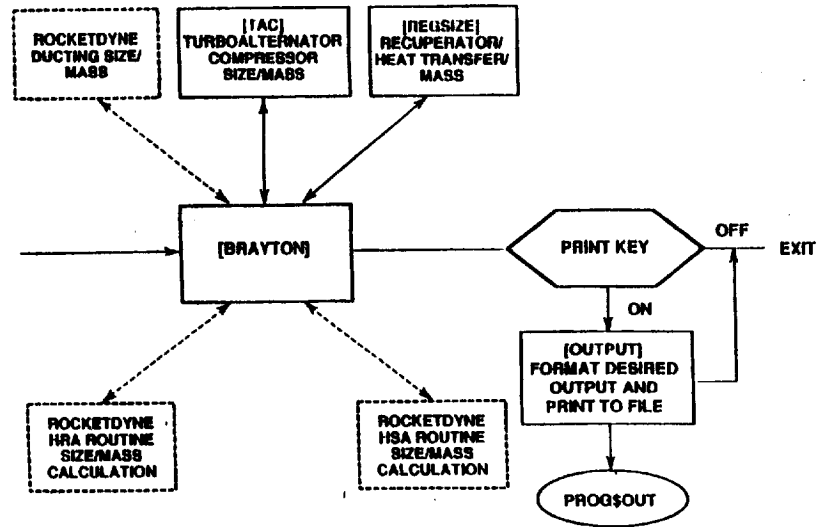 ROCKETDYNE
DUCTING SIZE/
MASS
[TAC]
TURBOALTERNATOR
COMPRESSOR
SIZE/MASS
[REGSIZE]
RECUPERATOR/
HEAT TRANSFER/
MASS
[BRAYTON]
PRINT KEY
OFF
EXIT
ON
[OUTPUT]
FORMAT DESIRED
OUTPUT AND
PRINT TO FILE
ROCKETDYNE
HRA ROUTINE
SIZE/MASS
CALCULATION
ROCKETDYNE
HSA ROUTINE
SIZE/MASS
CALCULATION
PROG$OUT